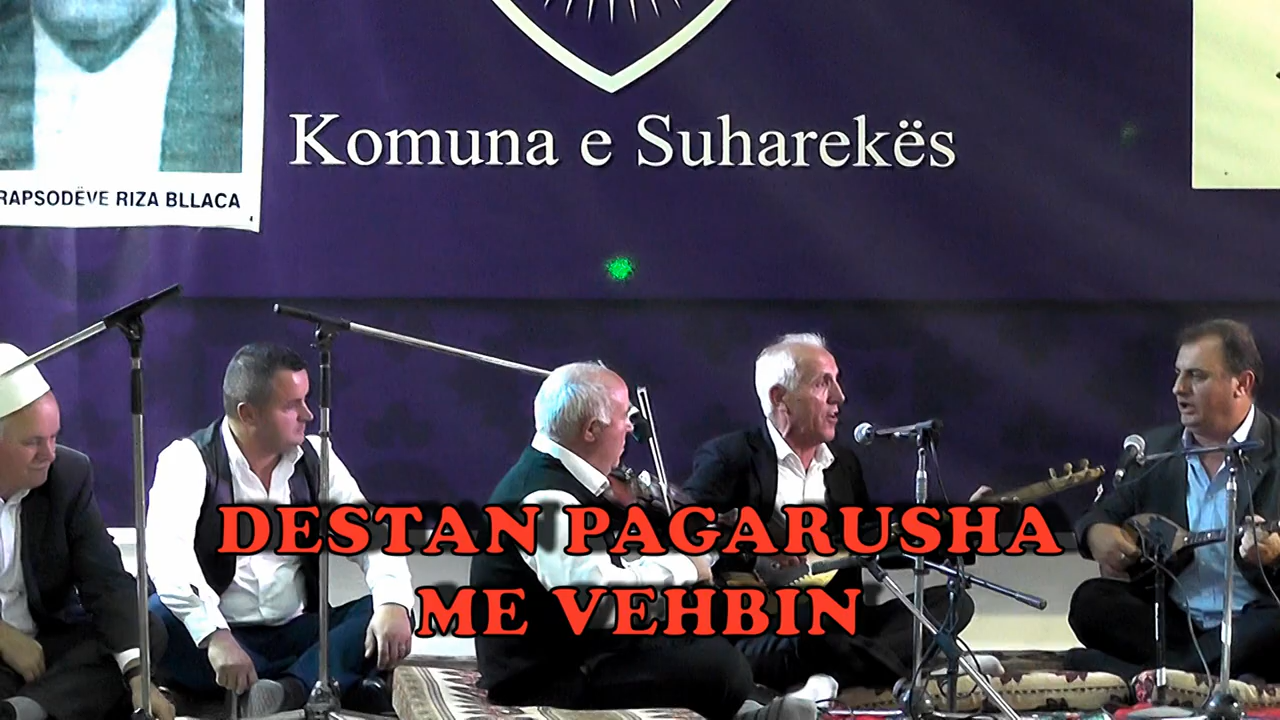 Komuna e Suharekës
RAPSODËVE RIZA BLLACA
DESTAN PAGARUSHA
ME VEHBIN